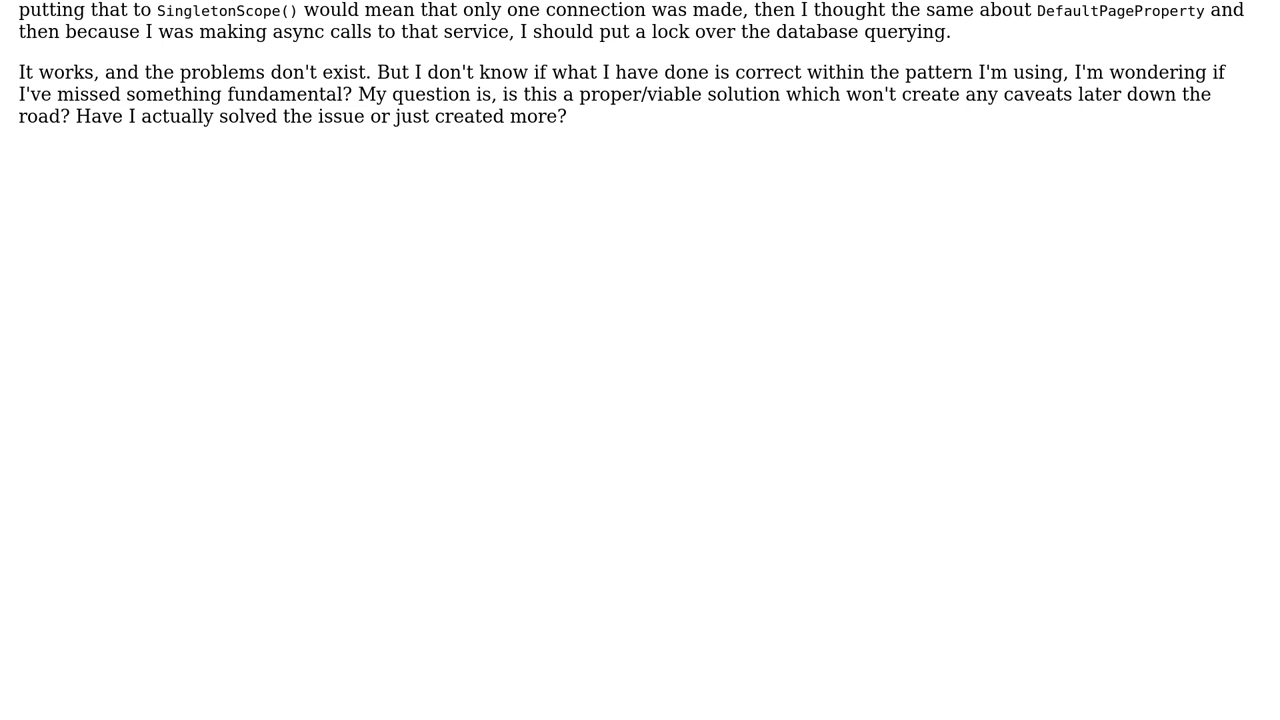 putting that to SingletonScope() would mean that only one connection was made, then I thought the same about DefaultPageProperty and
then because I was making async calls to that service, I should put a lock over the database querying.
It works, and the problems don't exist. But I don't know if what I have done is correct within the pattern I'm using, I'm wondering if
I've missed something fundamental? My question is, is this a proper/viable solution which won't create any caveats later down the
road? Have I actually solved the issue or just created more?